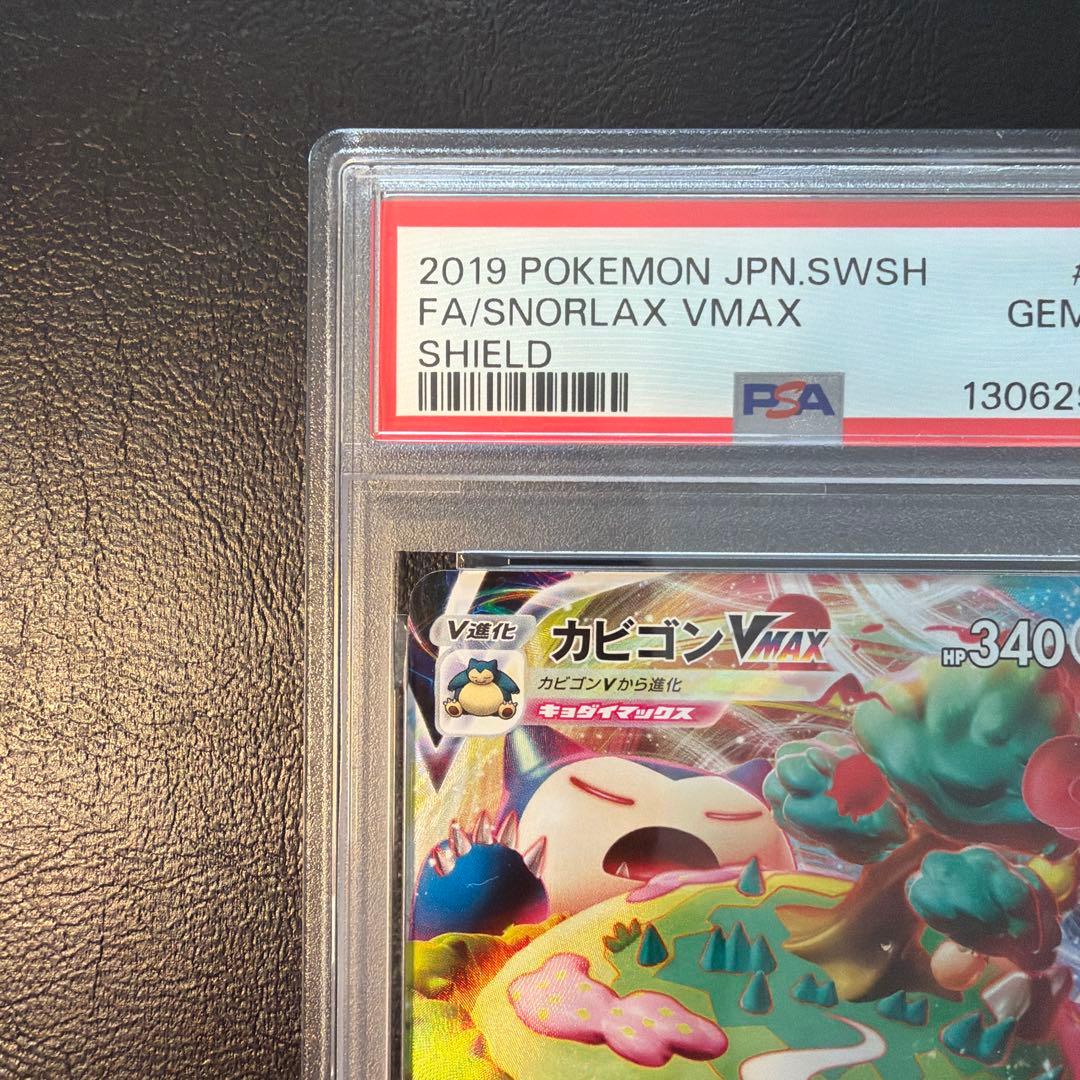 2019 POKEMON JPN.SWSH #
FA/SNORLAX VMAX GEM
SHIELD
PSA 130629
V進化
カビゴンVMAX HP340
カビゴンVから進化
キョダイマックス